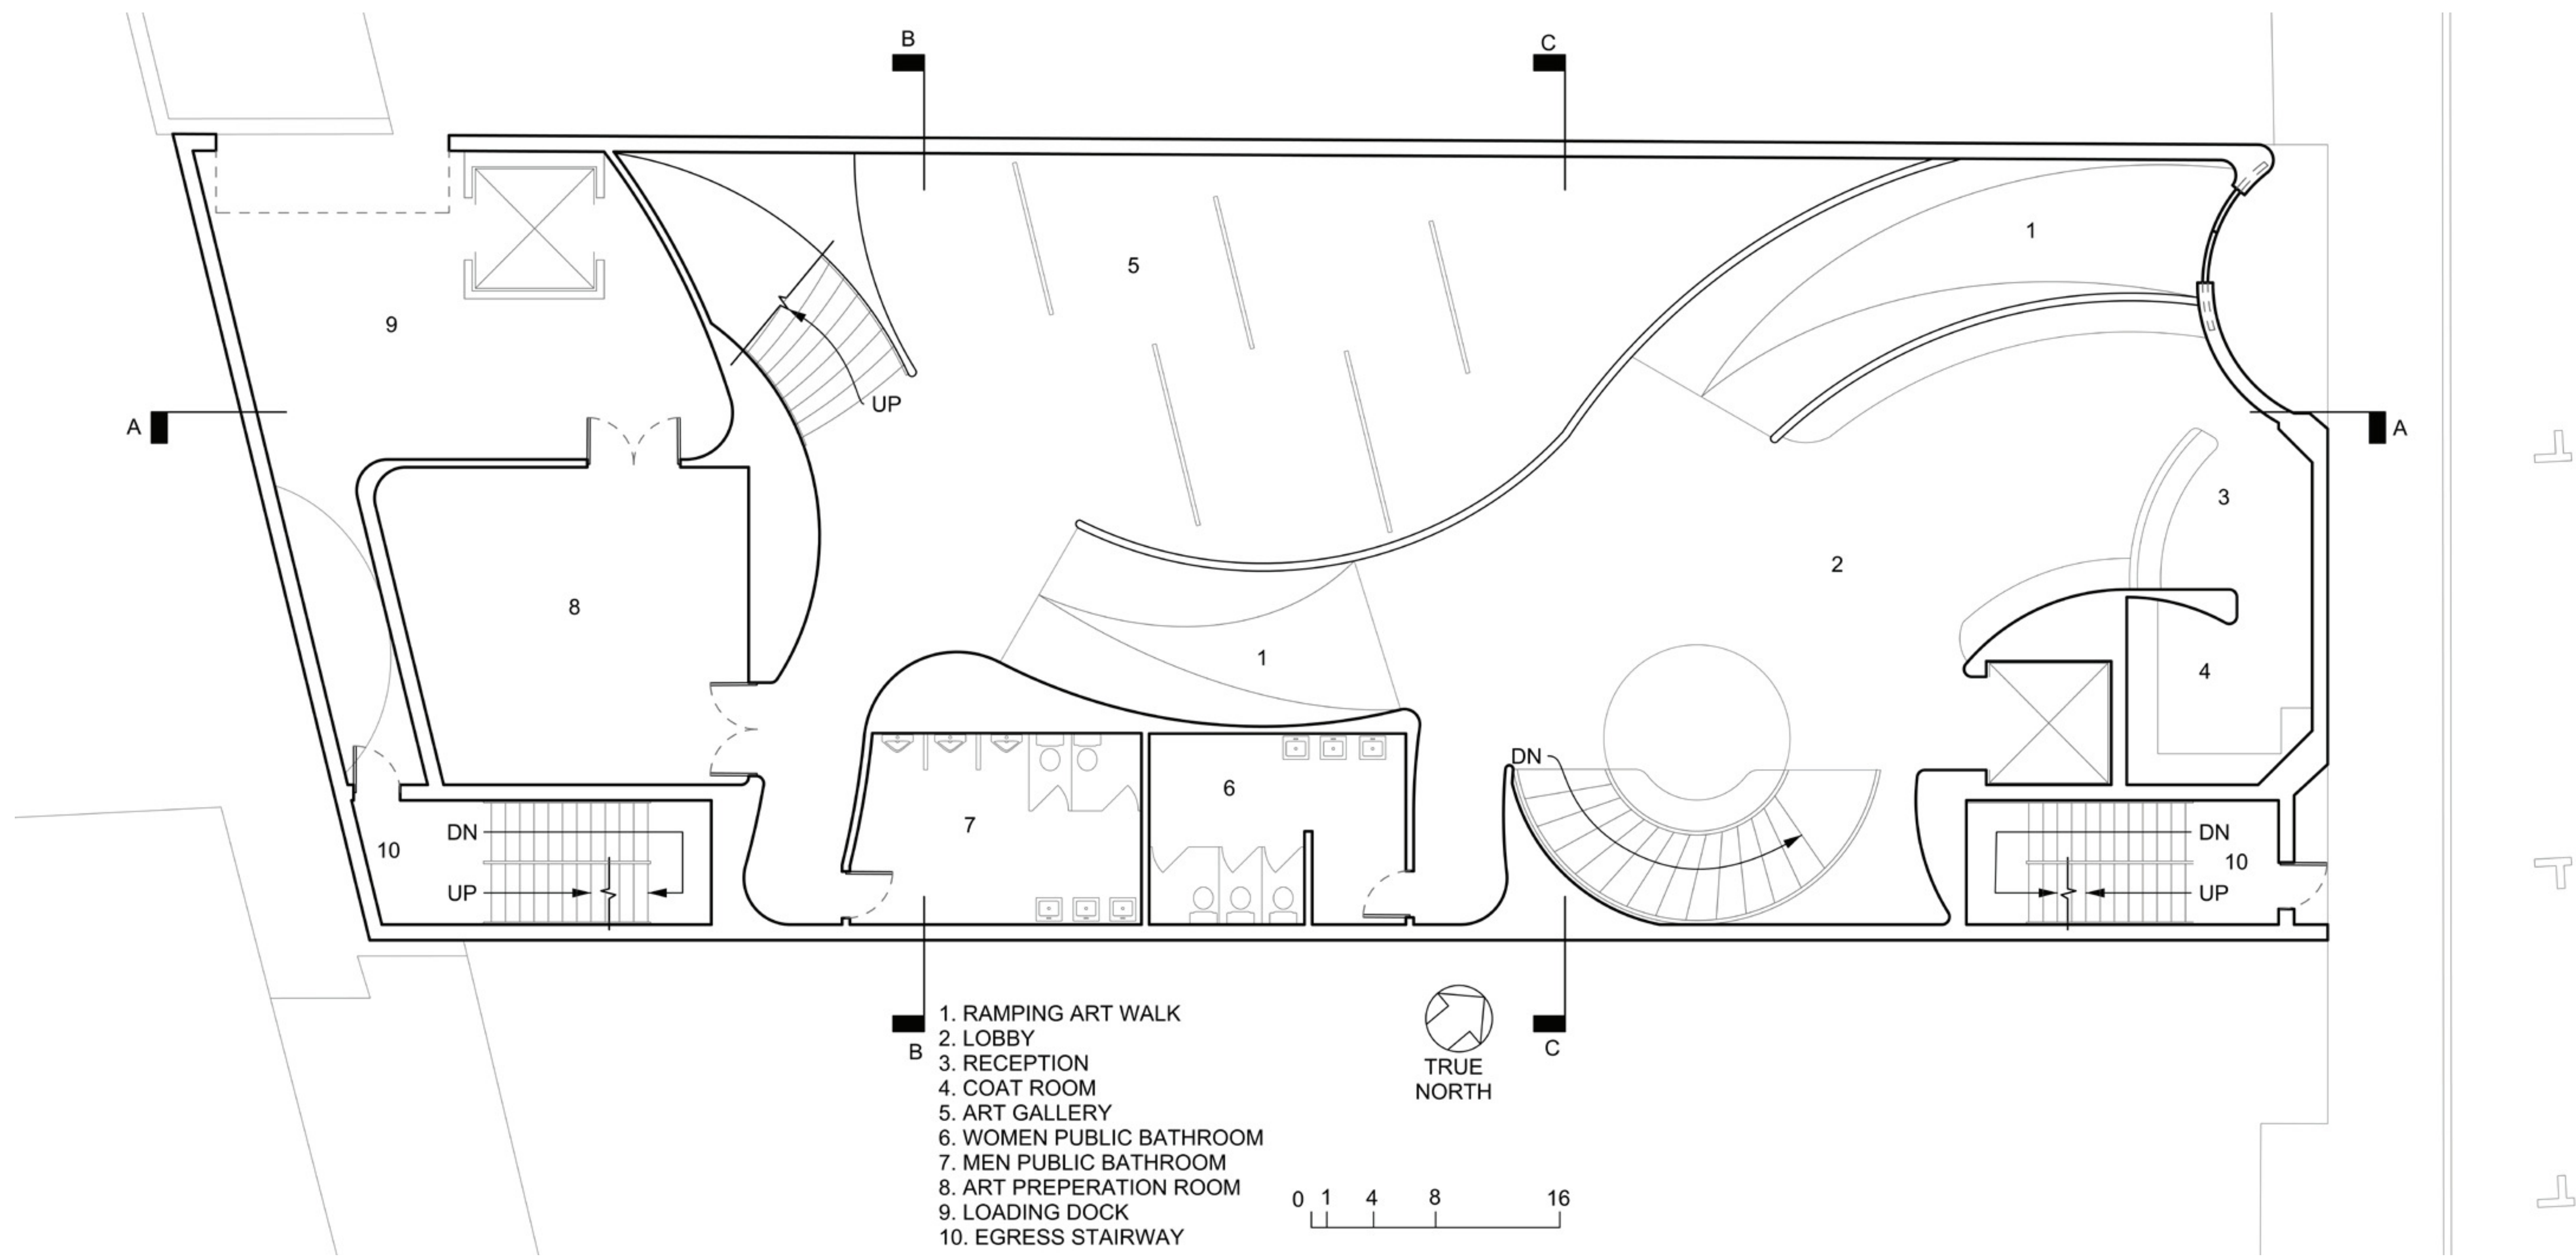 B
C
1
5
9
A
UP
A
3
2
8
1
4
DN
6
7
DN
10
UP
DN
10
UP
B
C
1. RAMPING ART WALK
2. LOBBY
3. RECEPTION
4. COAT ROOM
5. ART GALLERY
6. WOMEN PUBLIC BATHROOM
7. MEN PUBLIC BATHROOM
8. ART PREPERATION ROOM
9. LOADING DOCK
10. EGRESS STAIRWAY
TRUE
NORTH
0 1 4 8 16